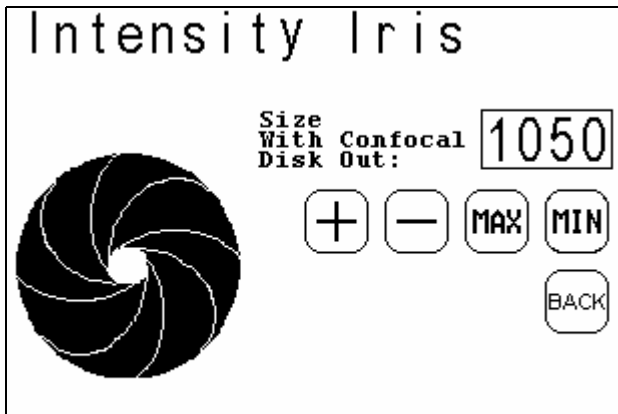 Intensity Iris
Size
With Confocal
Disk Out:
1050
+ − MAX MIN
BACK